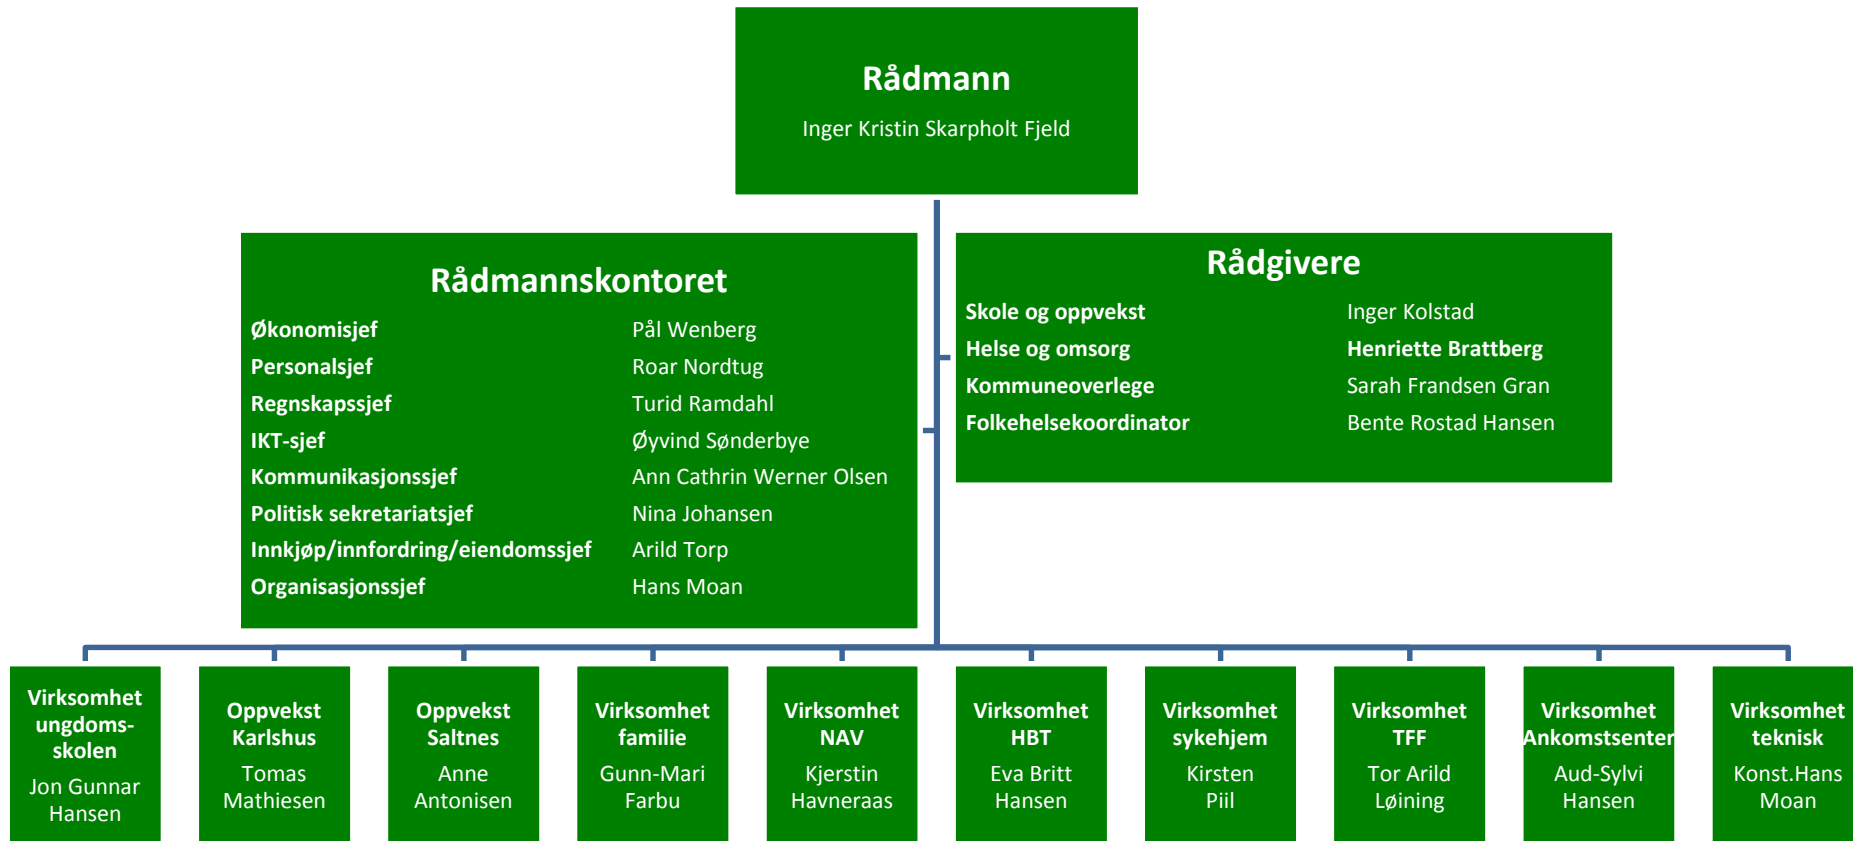 Rådmann
Inger Kristin Skarpholt Fjeld
Rådmannskontoret
Økonomisjef Pål Wenberg
Personalsjef Roar Nordtug
Regnskapssjef Turid Ramdahl
IKT-sjef Øyvind Sønderbye
Kommunikasjonssjef Ann Cathrin Werner Olsen
Politisk sekretariatsjef Nina Johansen
Innkjøp/innfordring/eiendomssjef Arild Torp
Organisasjonssjef Hans Moan
Rådgivere
Skole og oppvekst Inger Kolstad
Helse og omsorg Henriette Brattberg
Kommuneoverlege Sarah Frandsen Gran
Folkehelsekoordinator Bente Rostad Hansen
Virksomhet
ungdoms-
skolen
Jon Gunnar
Hansen
Oppvekst
Karlshus
Tomas
Mathiesen
Oppvekst
Saltnes
Anne
Antonisen
Virksomhet
familie
Gunn-Mari
Farbu
Virksomhet
NAV
Kjerstin
Havneraas
Virksomhet
HBT
Eva Britt
Hansen
Virksomhet
sykehjem
Kirsten
Piil
Virksomhet
TFF
Tor Arild
Løining
Virksomhet
Ankomstsenter
Aud-Sylvi
Hansen
Virksomhet
teknisk
Konst.Hans
Moan